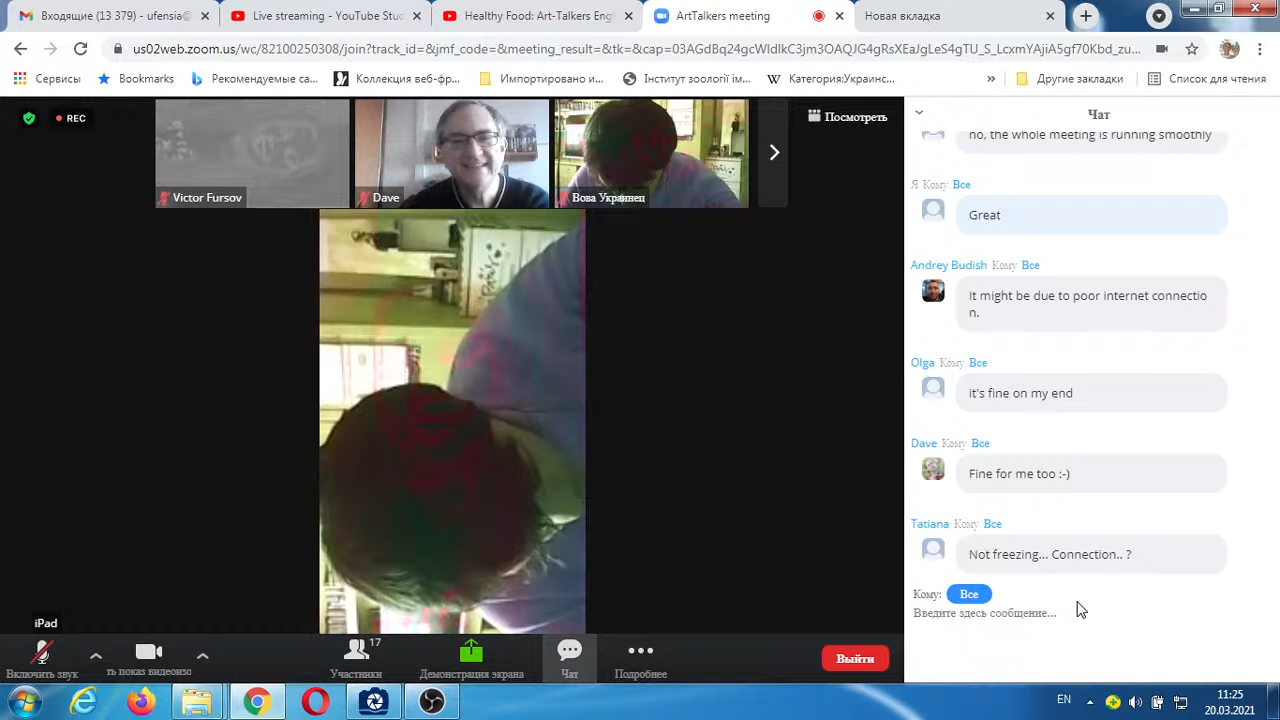 Входящие (13 379) - ufensia@
Live streaming - YouTube Studio
Healthy Food. Talkers Eng
ArtTalkers meeting
Новая вкладка
us02web.zoom.us/wc/82100250308/join?track_id=&jmf_code=&meeting_result=&tk=&cap=
Сервисы
Bookmarks
Рекомендуемые са...
Коллекция веб-фр...
Импортировано и...
Інститут зоології ім...
Категория:Украинс...
»
Другие закладки
Список для чтения
REC
Victor Fursov
Dave
Вова Украинец
Посмотреть
Чат
no, the whole meeting is running smoothly
Я Кому Все
Great
Andrey Budish Кому Все
It might be due to poor internet connectio
n.
Olga Кому Все
it's fine on my end
Dave Кому Все
Fine for me too :-)
Tatiana Кому Все
Not freezing... Connection.. ?
Кому: Все
Введите здесь сообщение...
iPad
Включить звук
ть показ видеоизо
17
Участники
Демонстрация экрана
Чат
Подробнее
Выйти
EN
11:25
20.03.2021